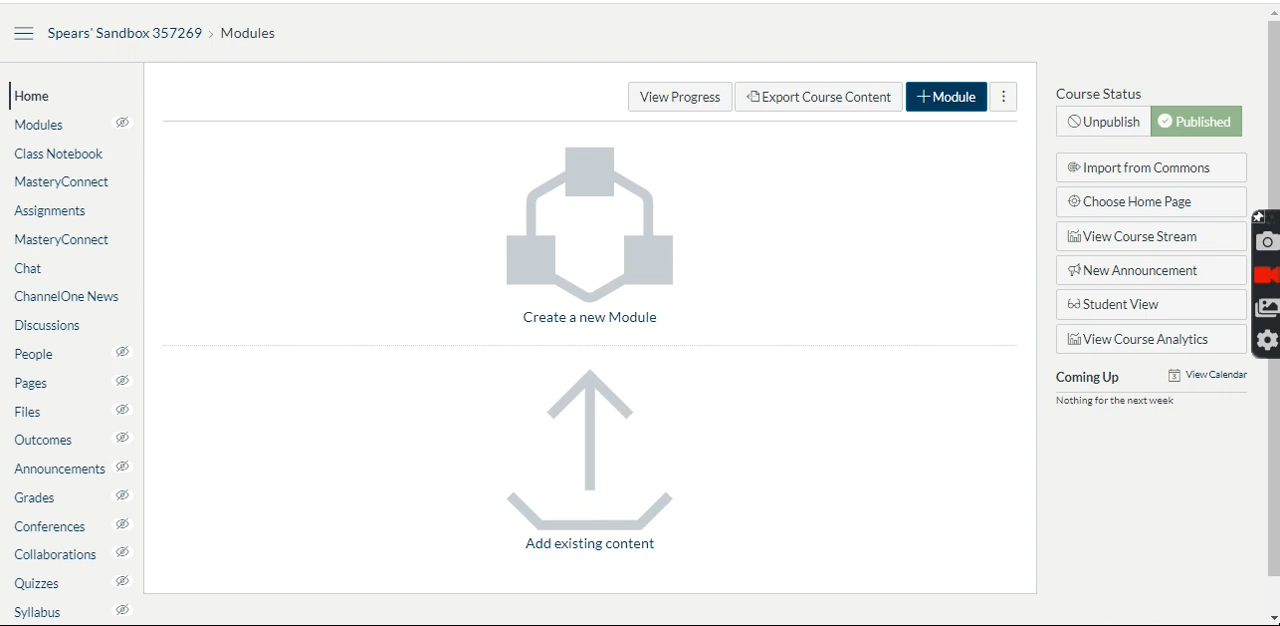 Spears' Sandbox 357269 › Modules
Home
Modules
Class Notebook
MasteryConnect
Assignments
MasteryConnect
Chat
ChannelOne News
Discussions
People
Pages
Files
Outcomes
Announcements
Grades
Conferences
Collaborations
Quizzes
Syllabus
View Progress
Export Course Content
+ Module
Create a new Module
Add existing content
Course Status
Unpublish
Published
Import from Commons
Choose Home Page
View Course Stream
New Announcement
Student View
View Course Analytics
Coming Up
3 View Calendar
Nothing for the next week